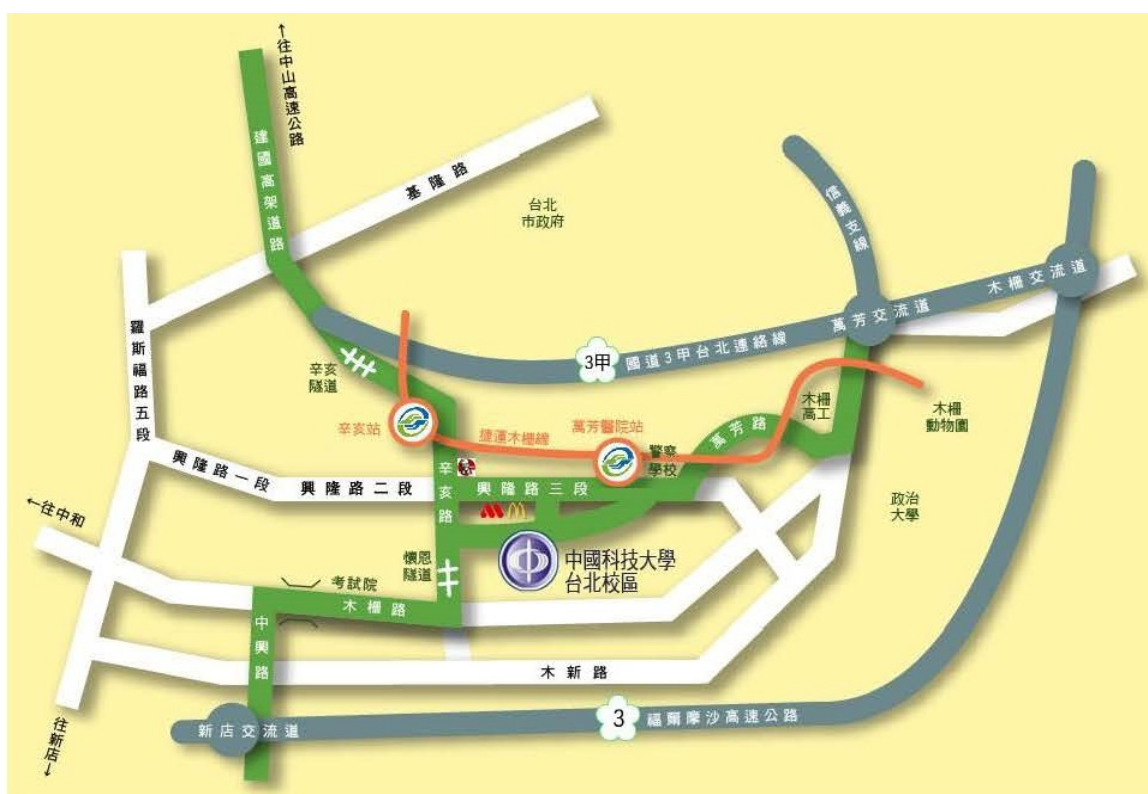 ←往中山高速公路
建國高架道路
基隆路
台北
市政府
信義支線
木柵交流道
萬芳交流道
羅斯福路五段
3甲
國道3甲台北連絡線
辛亥
隧道
辛亥站
捷運木柵線
萬芳醫院站
萬芳路
木柵
高工
木柵
動物園
警察
學校
興隆路一段
興隆路二段
辛亥路
興隆路三段
政治
大學
←往中和
懷恩
隧道
中國科技大學
台北校區
考試院
木柵路
中興路
木新路
新店交流道
3
福爾摩沙高速公路
往新店→